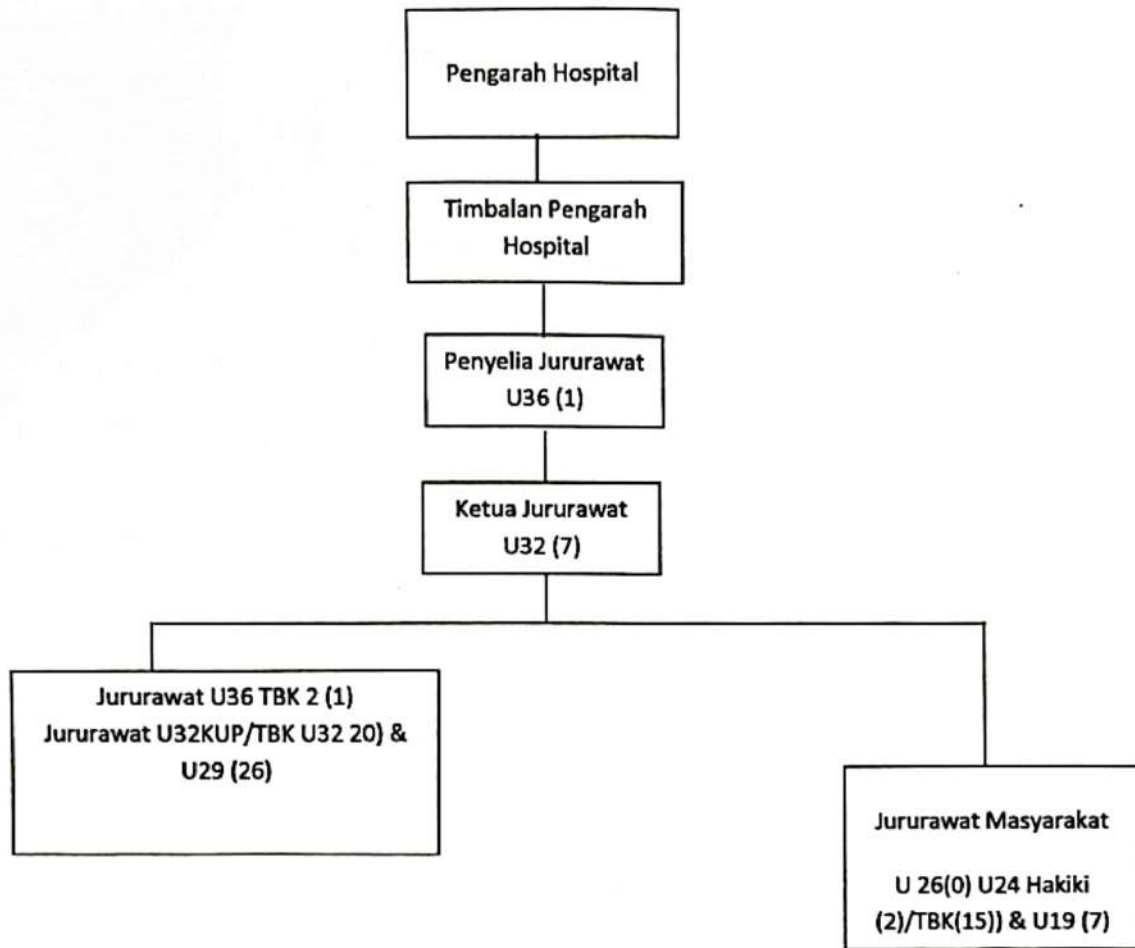 Pengarah Hospital
Timbalan Pengarah
Hospital
Penyelia Jururawat
U36 (1)
Ketua Jururawat
U32 (7)
Jururawat U36 TBK 2 (1)
Jururawat U32KUP/TBK U32 20) &
U29 (26)
Jururawat Masyarakat
U 26(0) U24 Hakiki
(2)/TBK(15)) & U19 (7)